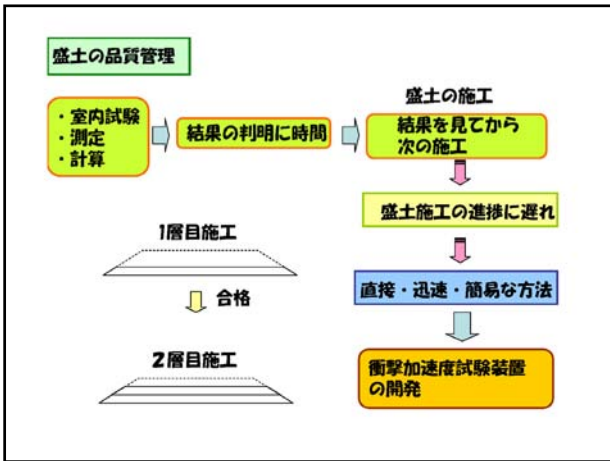 盛土の品質管理
・室内試験
・測定
・計算
結果の判明に時間
盛土の施工
結果を見てから
次の施工
盛土施工の進捗に遅れ
直接・迅速・簡易な方法
衝撃加速度試験装置
の開発
1層目施工
合格
2層目施工